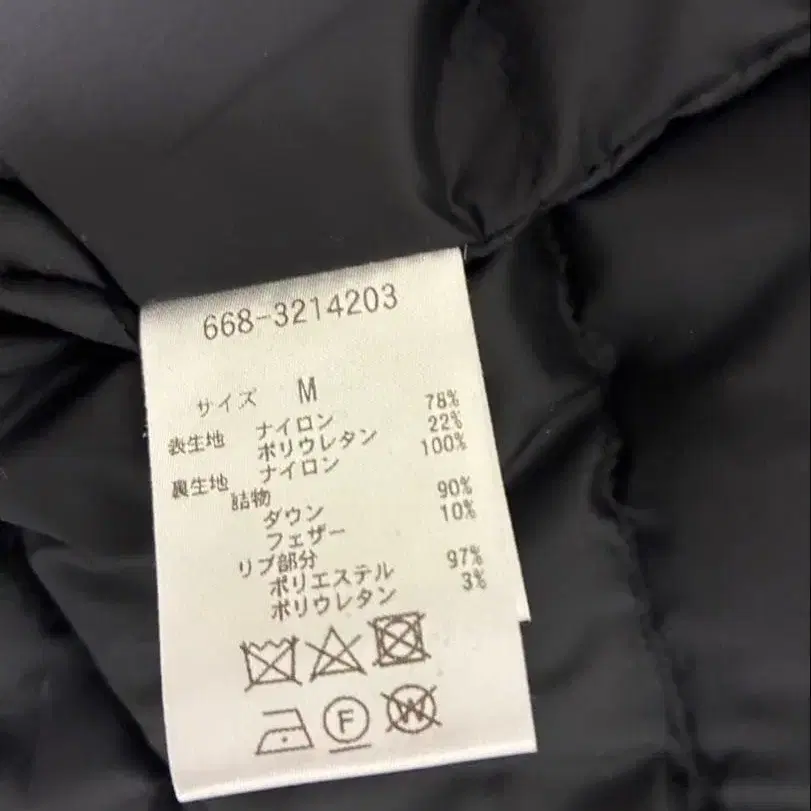 668-3214203
サイズ M
表生地 ナイロン 78%
ポリウレタン 22%
裏生地 ナイロン 100%
詰物
ダウン 90%
フェザー 10%
リブ部分
ポリエステル 97%
ポリウレタン 3%
F W